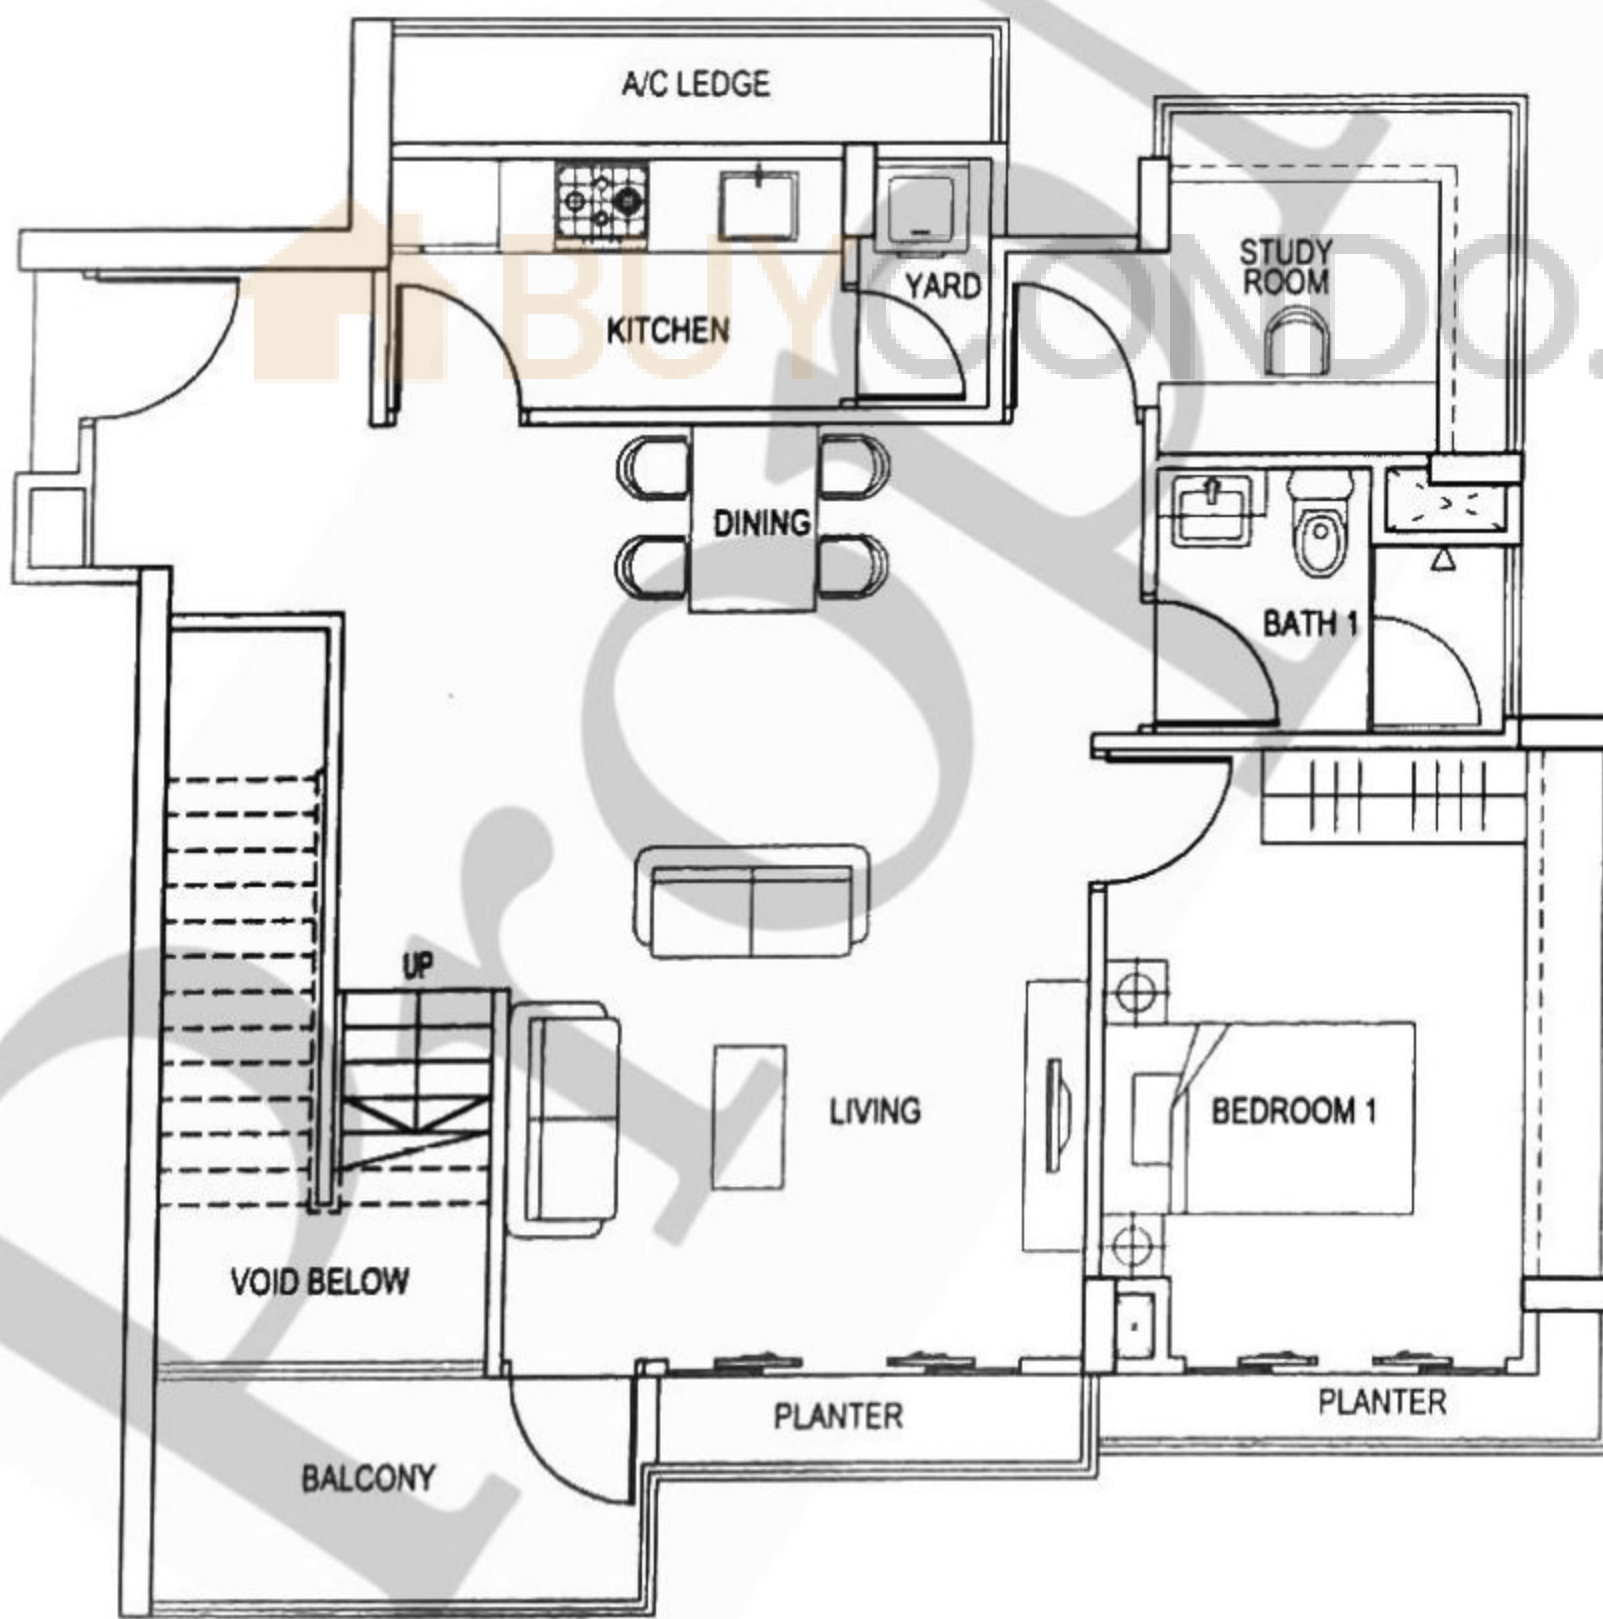 A/C LEDGE
STUDY
ROOM
YARD
KITCHEN
BUYCONDO.
DINING
BATH 1
UP
LIVING
BEDROOM 1
VOID BELOW
PLANTER
PLANTER
BALCONY